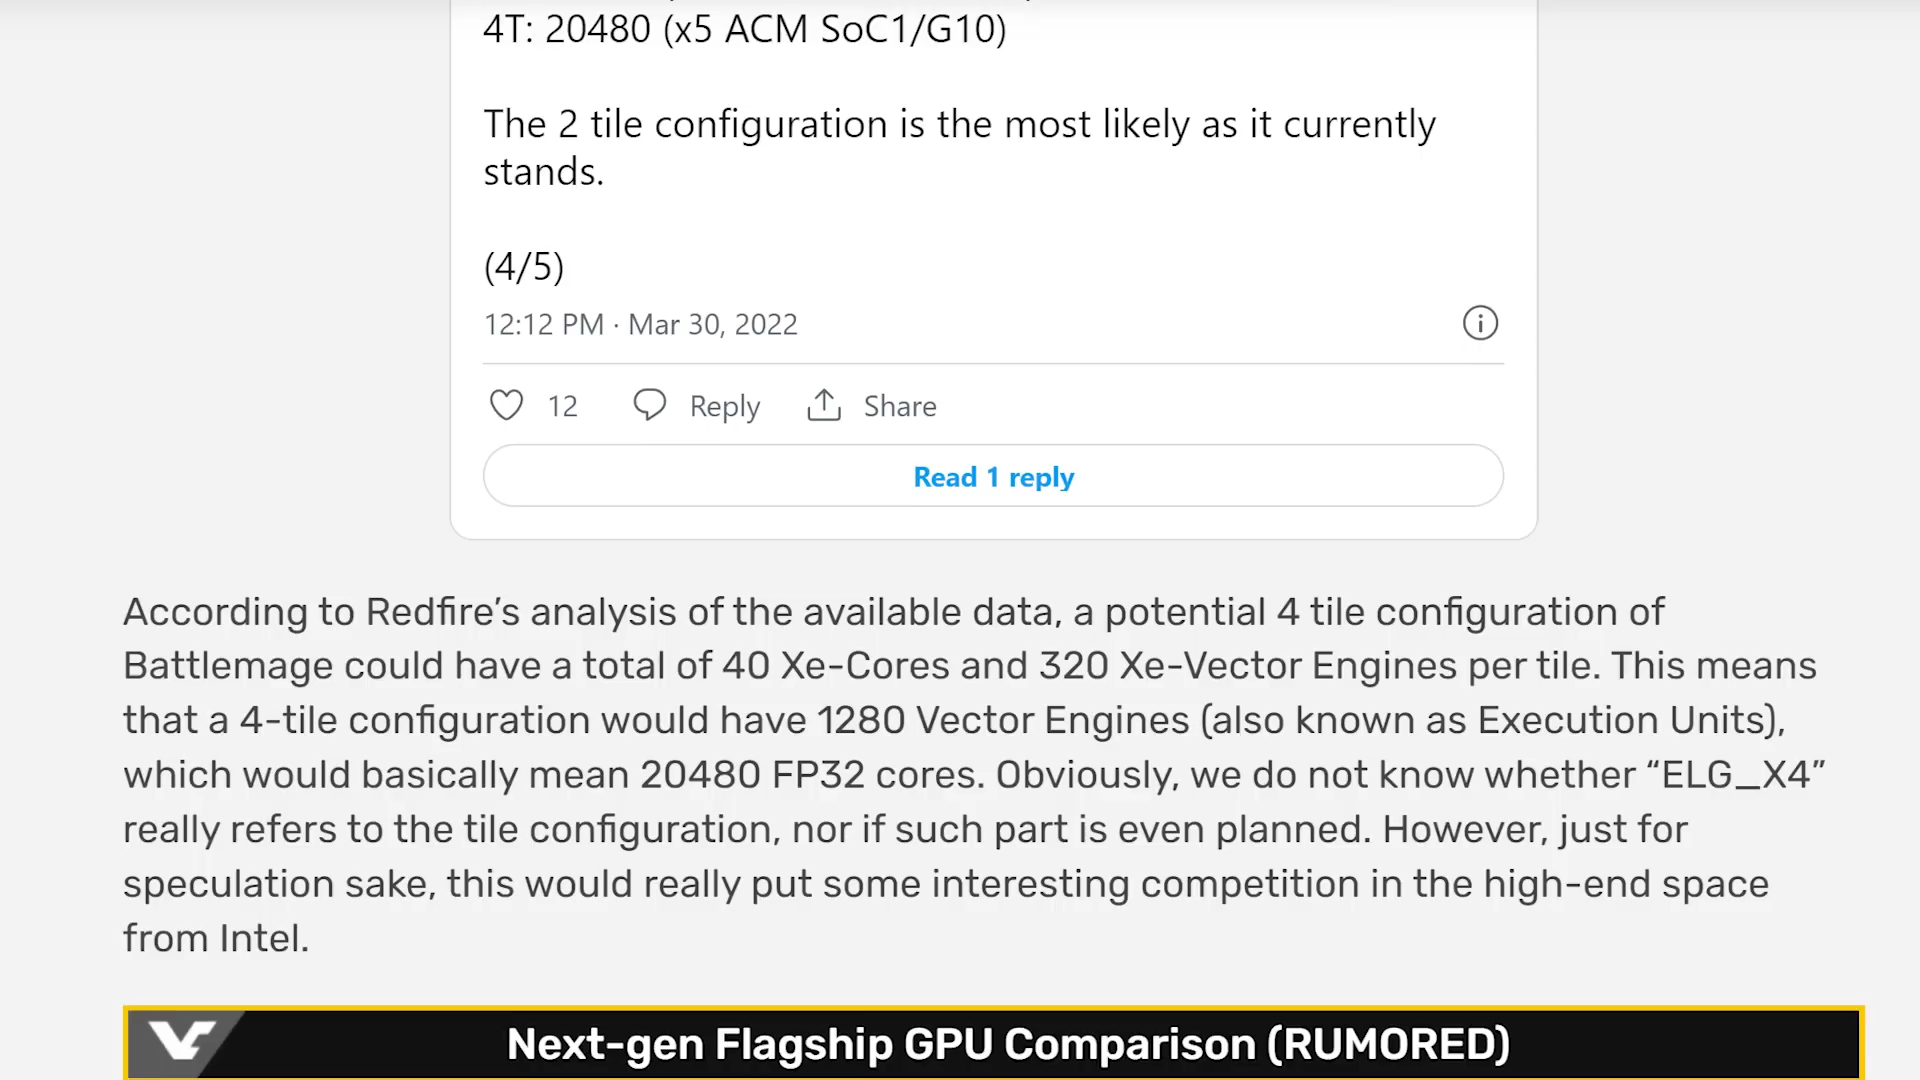 4T: 20480 (x5 ACM SoC1/G10)
The 2 tile configuration is the most likely as it currently
stands.
(4/5)
12:12 PM · Mar 30, 2022
12 Reply Share
Read 1 reply
According to Redfire’s analysis of the available data, a potential 4 tile configuration of
Battlemage could have a total of 40 Xe-Cores and 320 Xe-Vector Engines per tile. This means
that a 4-tile configuration would have 1280 Vector Engines (also known as Execution Units),
which would basically mean 20480 FP32 cores. Obviously, we do not know whether “ELG_X4”
really refers to the tile configuration, nor if such part is even planned. However, just for
speculation sake, this would really put some interesting competition in the high-end space
from Intel.
Next-gen Flagship GPU Comparison (RUMORED)